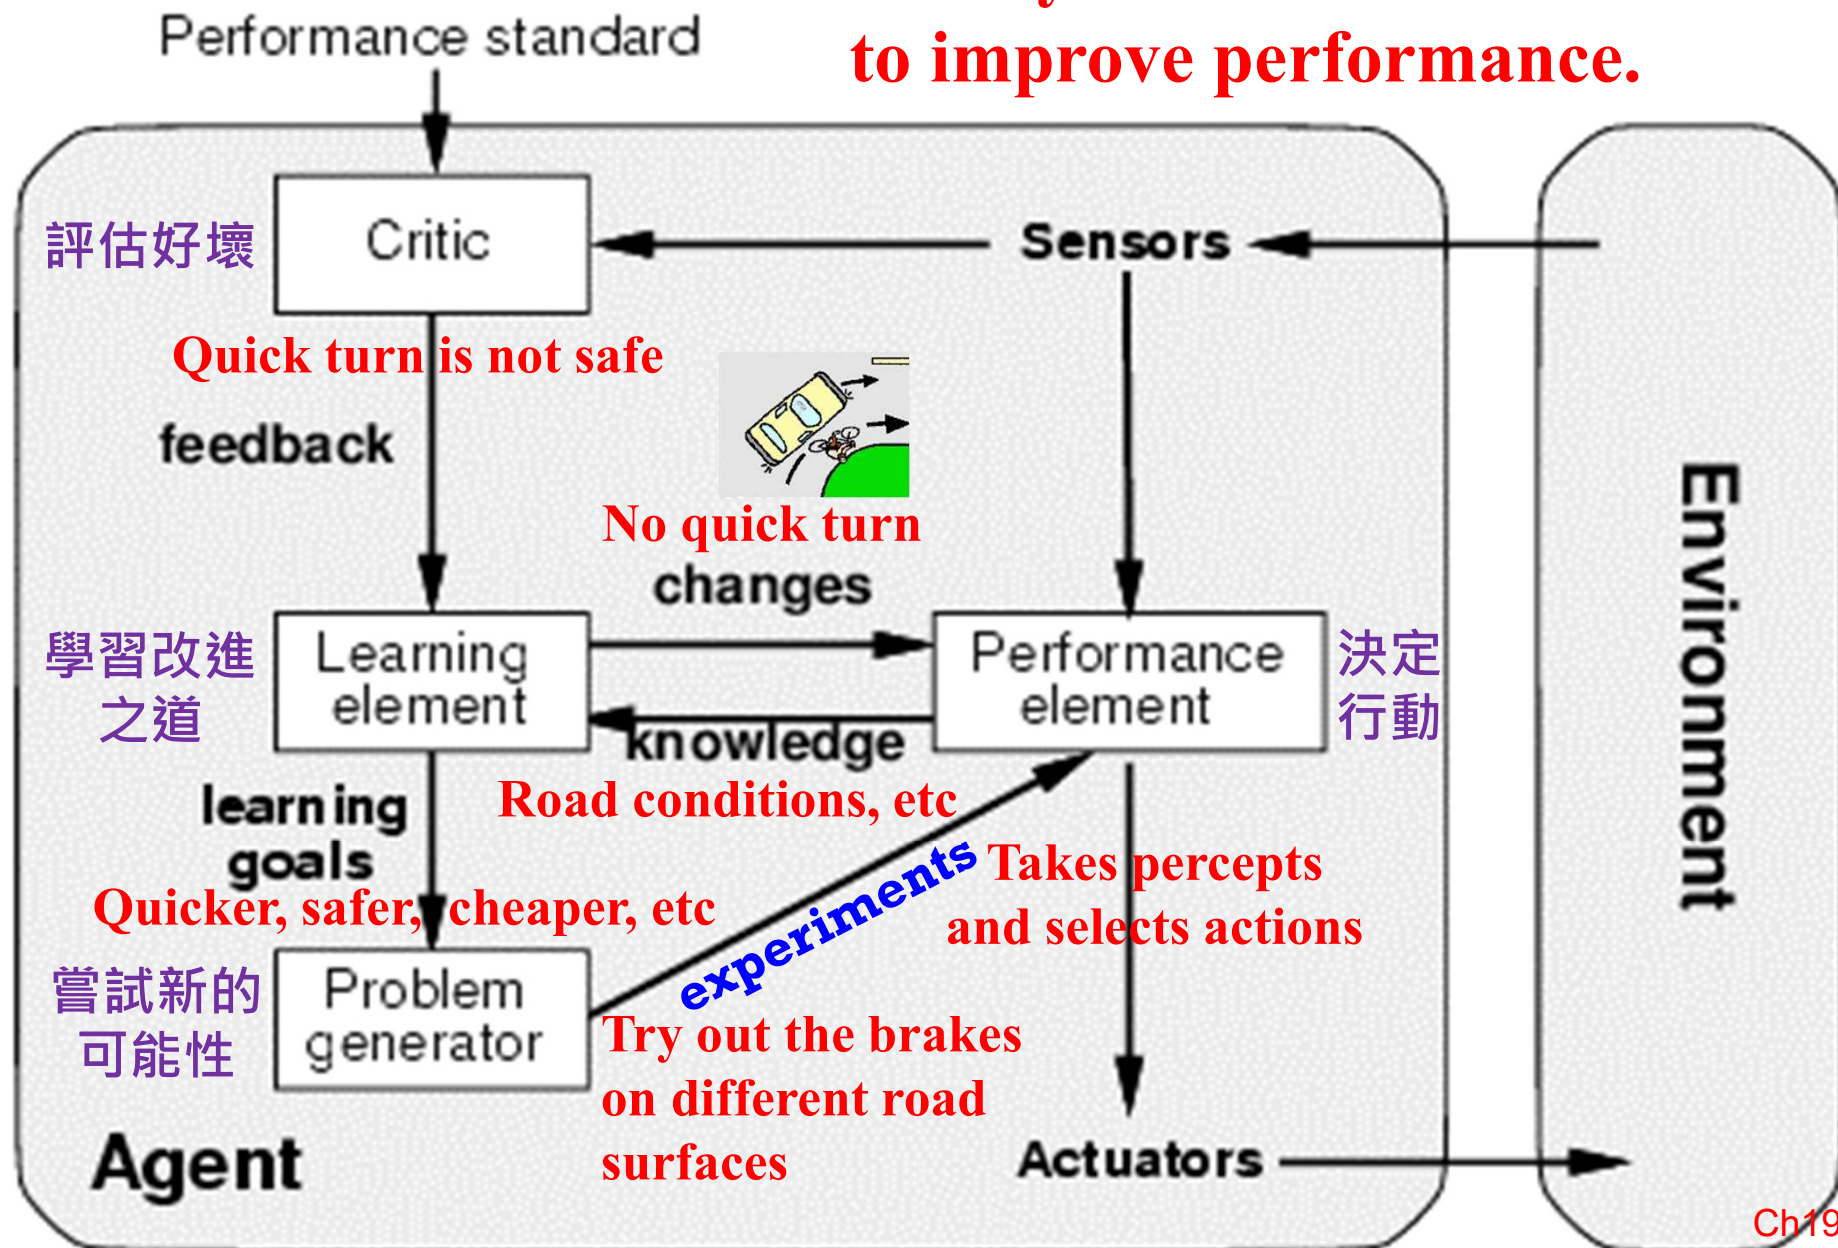 to improve performance.
Performance standard
評估好壞
Critic
Sensors
Quick turn is not safe
feedback
No quick turn
changes
學習改進
之道
Learning
element
Performance
element
決定
行動
knowledge
Road conditions, etc
learning
goals
Quicker, safer, cheaper, etc
experiments
Takes percepts
and selects actions
嘗試新的
可能性
Problem
generator
Try out the brakes
on different road
surfaces
Agent
Actuators
Environment
Ch19